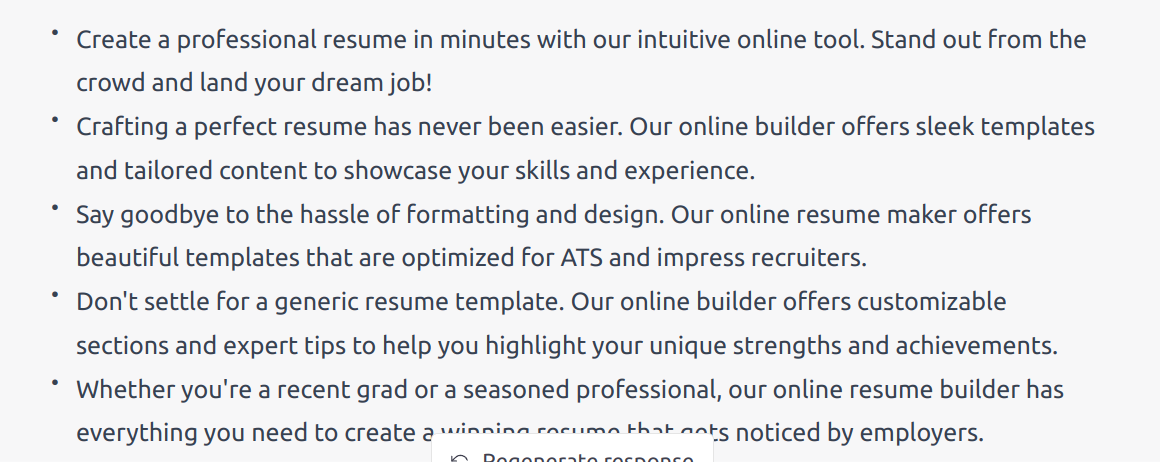 • Create a professional resume in minutes with our intuitive online tool. Stand out from the
crowd and land your dream job!
• Crafting a perfect resume has never been easier. Our online builder offers sleek templates
and tailored content to showcase your skills and experience.
• Say goodbye to the hassle of formatting and design. Our online resume maker offers
beautiful templates that are optimized for ATS and impress recruiters.
• Don't settle for a generic resume template. Our online builder offers customizable
sections and expert tips to help you highlight your unique strengths and achievements.
• Whether you're a recent grad or a seasoned professional, our online resume builder has
everything you need to create a winning resume that gets noticed by employers.
Regenerate response